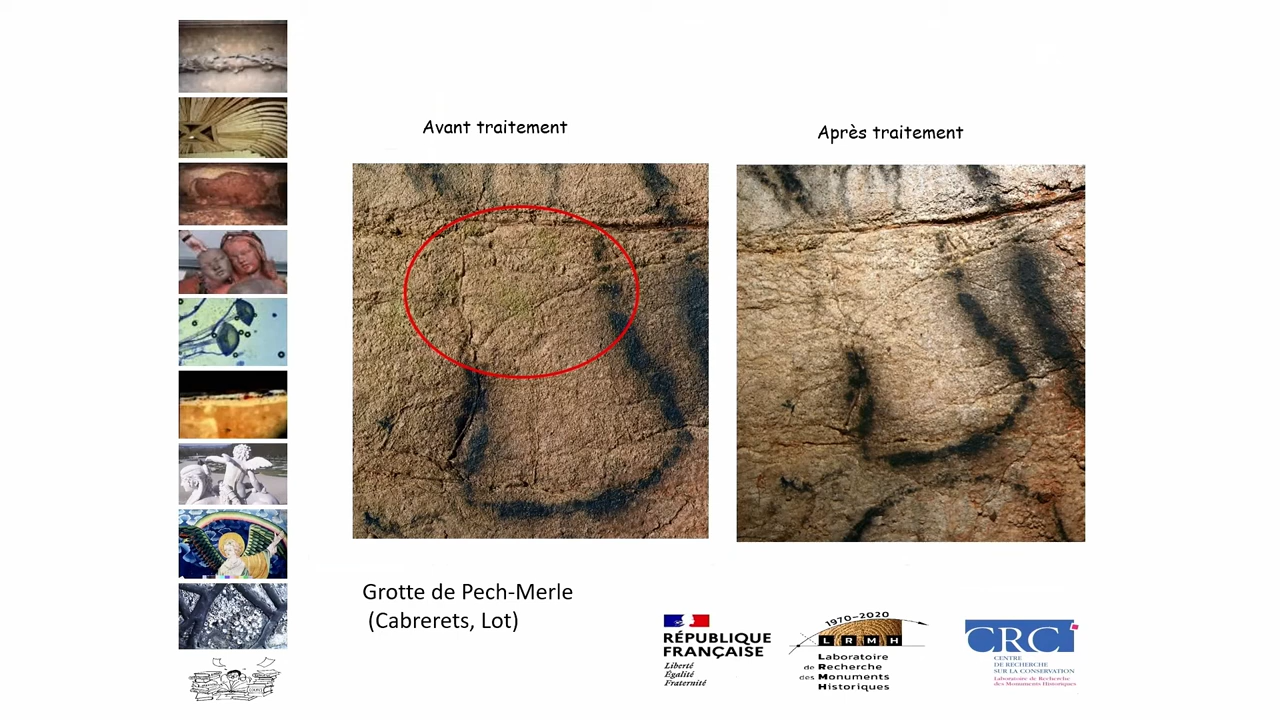 Avant traitement
Après traitement
Grotte de Pech-Merle
(Cabrerets, Lot)
RÉPUBLIQUE
FRANÇAISE
Liberté
Égalité
Fraternité
1970-2020
L R M H
Laboratoire
de Recherche
des Monuments
Historiques
CRC
CENTRE
DE RECHERCHE
SUR LA CONSERVATION
Laboratoire de Recherche
des Monuments Historiques